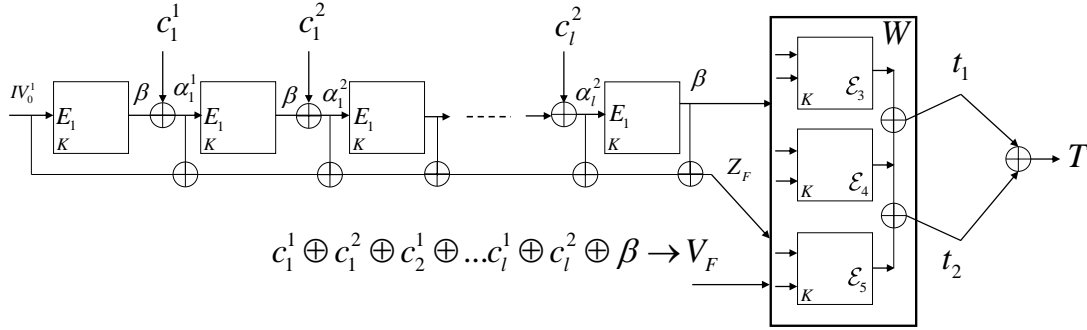 c_1^1 c_1^2 c_l^2 W
IV_0^1 E_1 K β α_1^1 E_1 K β α_1^2 E_1 K α_l^2 E_1 K β
K ℰ_3 t_1
Z_F K ℰ_4 T
c_1^1 ⊕ c_1^2 ⊕ c_2^1 ⊕ ...c_l^1 ⊕ c_l^2 ⊕ β → V_F
K ℰ_5 t_2